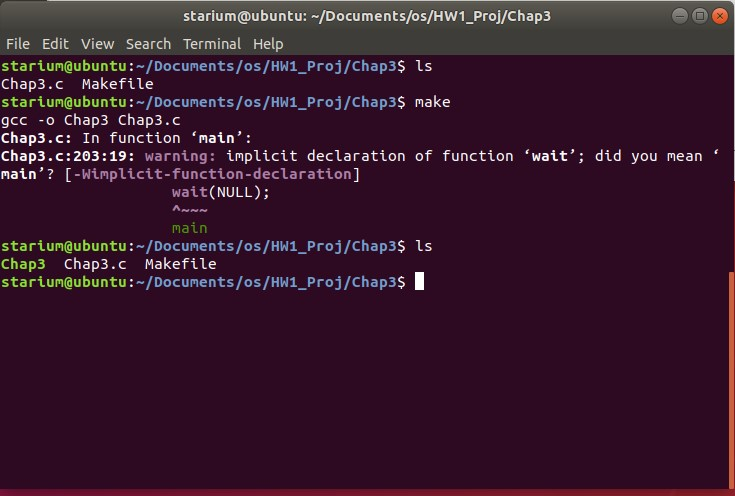 starium@ubuntu: ~/Documents/os/HW1_Proj/Chap3
File Edit View Search Terminal Help
starium@ubuntu:~/Documents/os/HW1_Proj/Chap3$ ls
Chap3.c  Makefile
starium@ubuntu:~/Documents/os/HW1_Proj/Chap3$ make
gcc -o Chap3 Chap3.c
Chap3.c: In function ‘main’:
Chap3.c:203:19: warning: implicit declaration of function ‘wait’; did you mean ‘
main’? [-Wimplicit-function-declaration]
                   wait(NULL);
                   ^~~~
                   main
starium@ubuntu:~/Documents/os/HW1_Proj/Chap3$ ls
Chap3  Chap3.c  Makefile
starium@ubuntu:~/Documents/os/HW1_Proj/Chap3$